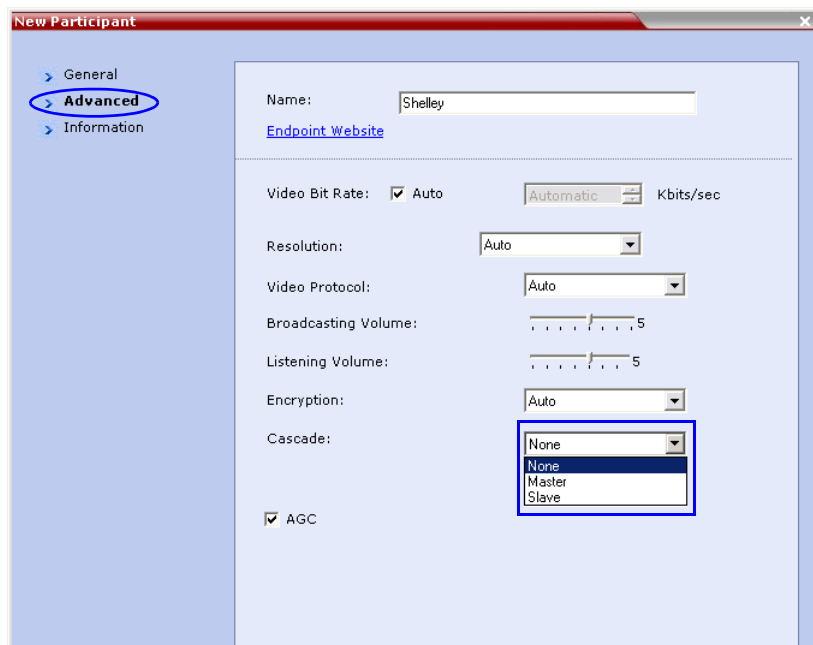 New Participant
General
Advanced
Information
Name: Shelley
Endpoint Website
Video Bit Rate: Auto Automatic Kbits/sec
Resolution: Auto
Video Protocol: Auto
Broadcasting Volume: 5
Listening Volume: 5
Encryption: Auto
Cascade: None
None
Master
Slave
AGC